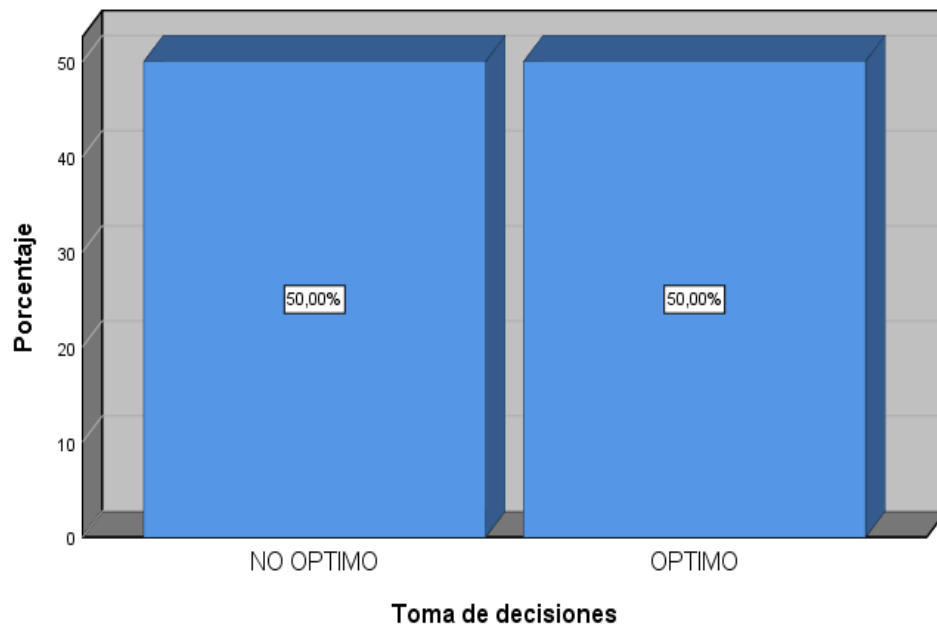 Porcentaje
50
40
30
20
10
0
50,00%
50,00%
NO OPTIMO
OPTIMO
Toma de decisiones